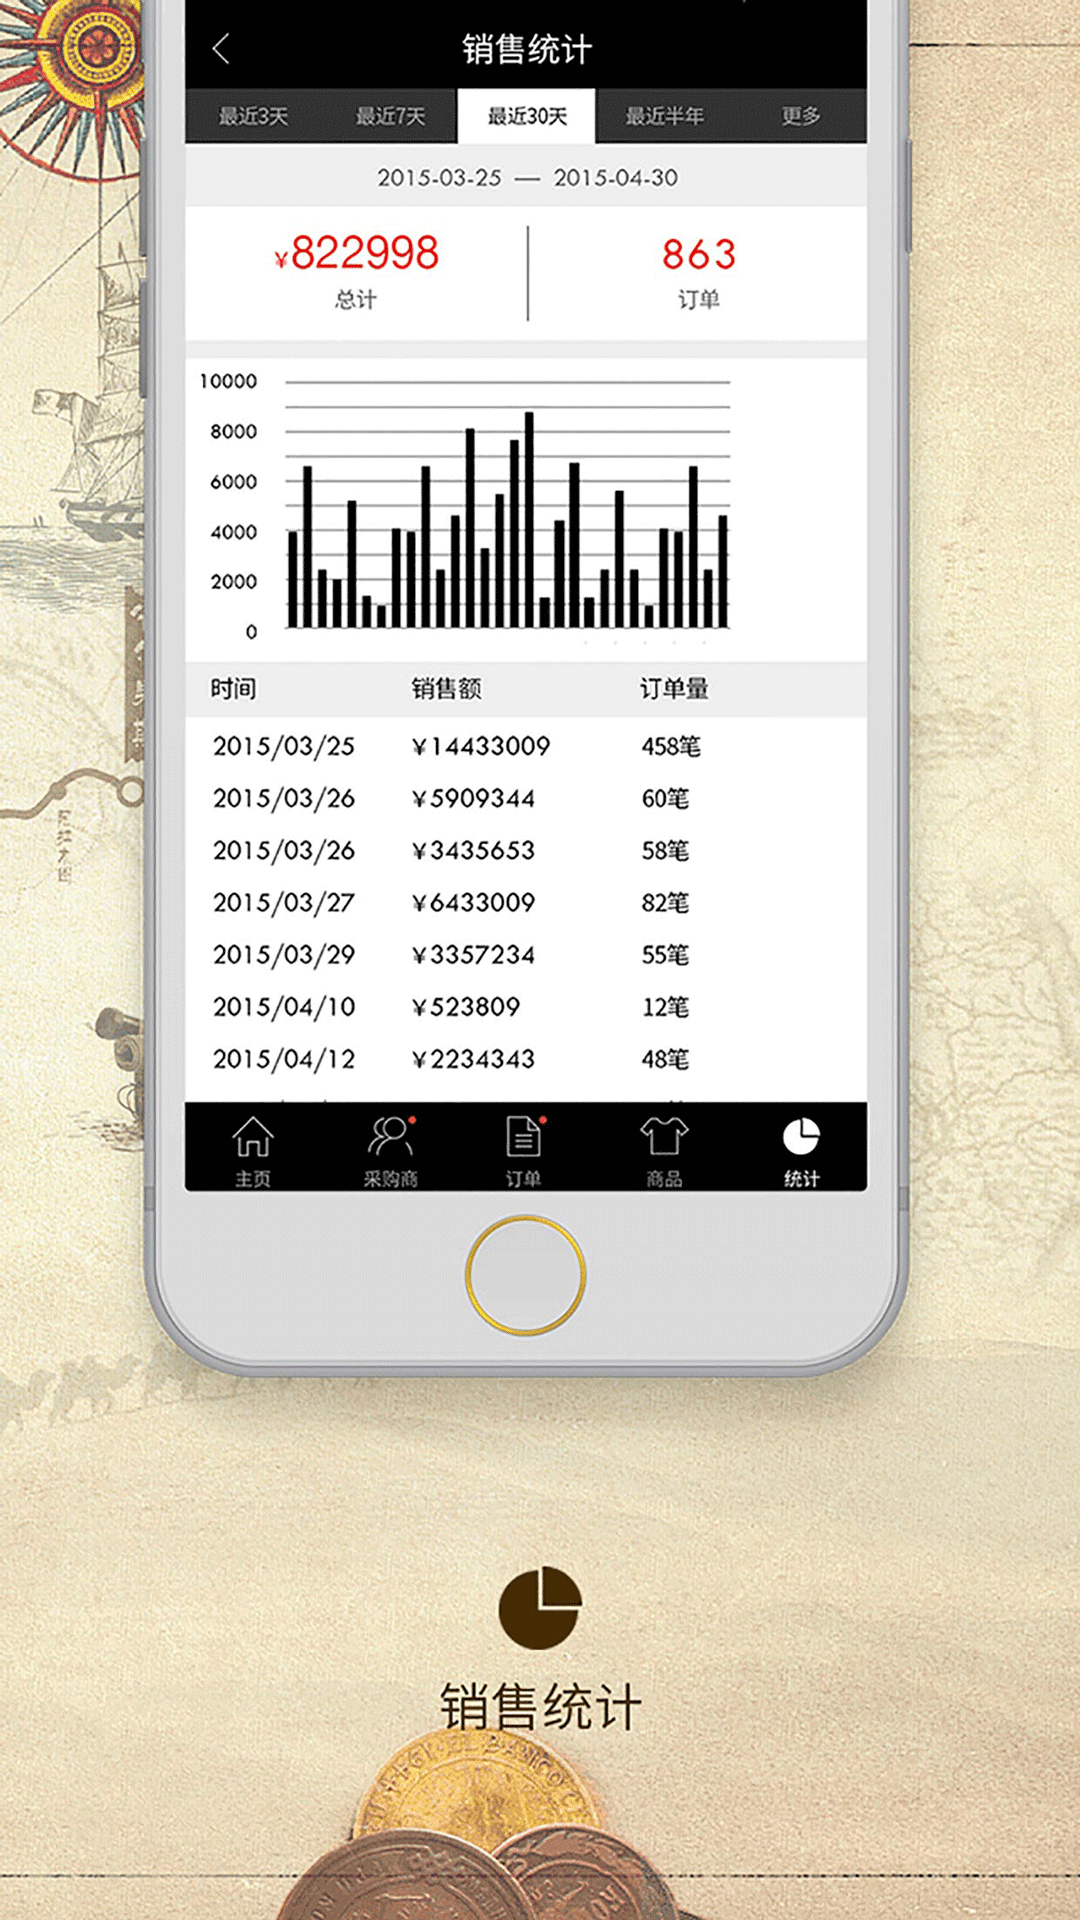 销售统计
最近3天 最近7天 最近30天 最近半年 更多
2015-03-25 — 2015-04-30
¥822998 863
总计 订单
10000
8000
6000
4000
2000
0
时间 销售额 订单量
2015/03/25 ¥14433009 458笔
2015/03/26 ¥5909344 60笔
2015/03/26 ¥3435653 58笔
2015/03/27 ¥6433009 82笔
2015/03/29 ¥3357234 55笔
2015/04/10 ¥523809 12笔
2015/04/12 ¥2234343 48笔
主页 采购商 订单 商品 统计
销售统计